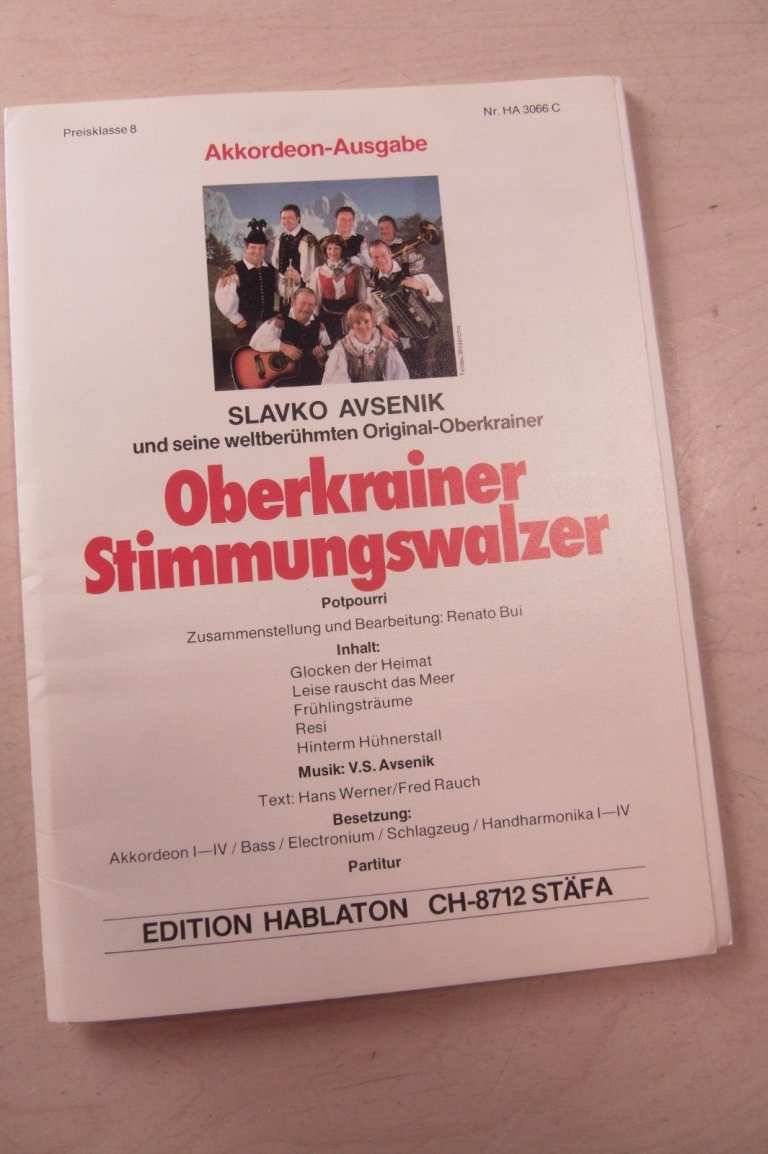 Preisklasse 8
Nr. HA 3066 C
Akkordeon-Ausgabe
SLAVKO AVSENIK
und seine weltberühmten Original-Oberkrainer
Oberkrainer
Stimmungswalzer
Potpourri
Zusammenstellung und Bearbeitung: Renato Bui
Inhalt:
Glocken der Heimat
Leise rauscht das Meer
Frühlingsträume
Resi
Hinterm Hühnerstall
Musik: V.S. Avsenik
Text: Hans Werner/Fred Rauch
Besetzung:
Akkordeon I—IV / Bass / Electronium / Schlagzeug / Handharmonika I—IV
Partitur
EDITION HABLATON CH-8712 STÄFA